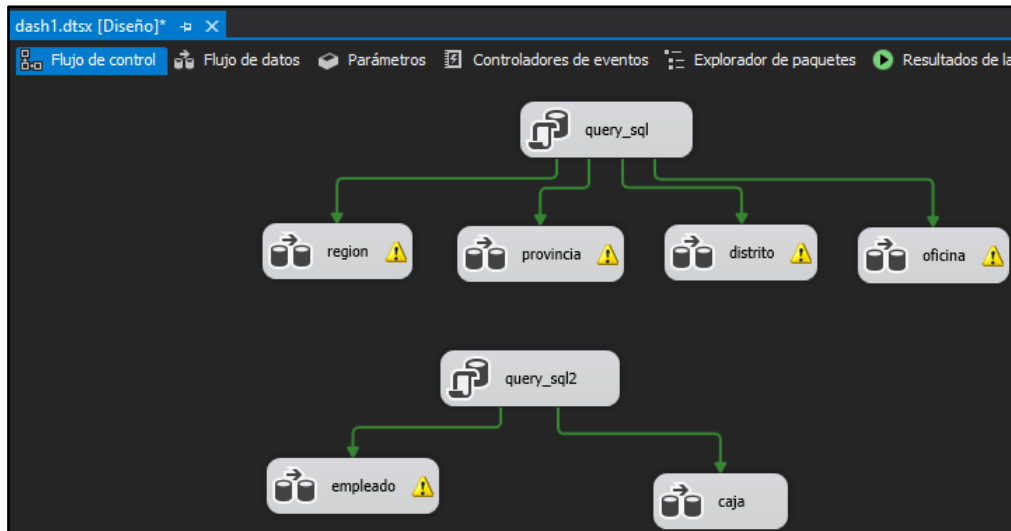 dash1.dtsx [Diseño]*
Flujo de control Flujo de datos Parámetros Controladores de eventos Explorador de paquetes Resultados de la
query_sql
region provincia distrito oficina
query_sql2
empleado caja